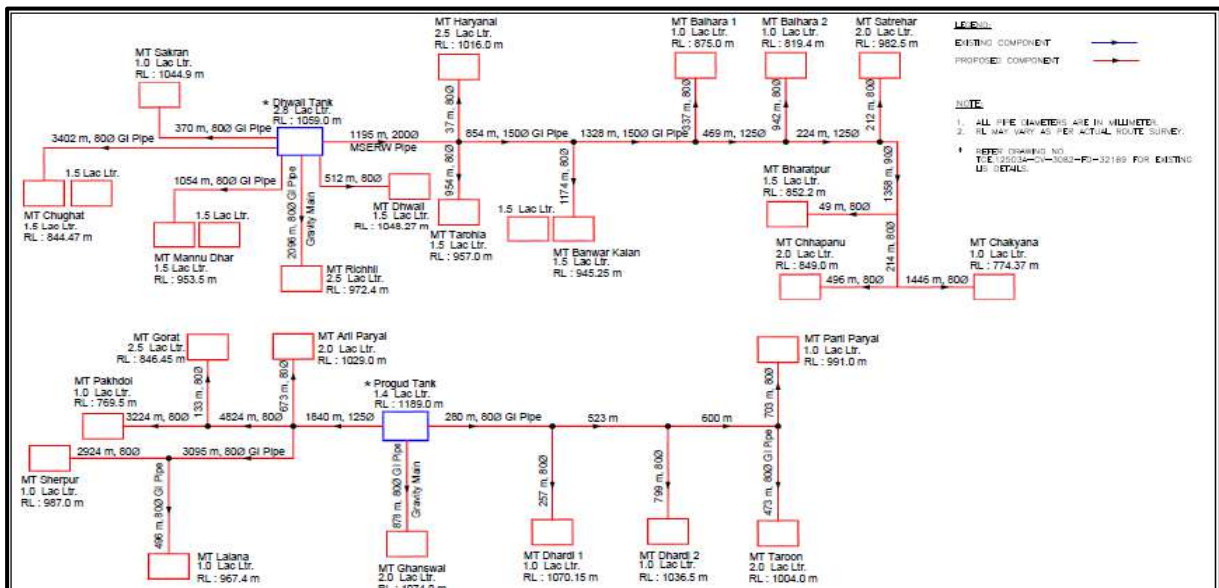 MT Sakran
1.0 Lac Ltr.
RL : 1044.9 m
MT Haryanal
2.5 Lac Ltr.
RL : 1016.0 m
MT Balhara 1
1.0 Lac Ltr.
RL : 875.0 m
MT Balhara 2
1.0 Lac Ltr.
RL : 819.4 m
MT Satrehar
2.0 Lac Ltr.
RL : 982.5 m
LEGEND:
EXISTING COMPONENT
PROPOSED COMPONENT
NOTE:
1. ALL PIPE DIAMETERS ARE IN MILLIMETER.
2. RL MAY VARY AS PER ACTUAL ROUTE SURVEY.
* REFER DRAWING NO.
FOR EXISTING
DETAILS.
* Dhwali Tank
2.8 Lac Ltr.
RL : 1059.0 m
370 m, 80Ø GI Pipe
3402 m, 80Ø GI Pipe
1054 m, 80Ø GI Pipe
2096 m, 80Ø GI Pipe
Gravity Main
512 m, 80Ø
1195 m, 200Ø
MSERW Pipe
37 m, 80Ø
954 m, 80Ø
854 m, 150Ø GI Pipe
1174 m, 80Ø
1328 m, 150Ø GI Pipe
337 m, 80Ø
469 m, 125Ø
942 m, 80Ø
224 m, 125Ø
212 m, 80Ø
1358 m, 90Ø
49 m, 80Ø
214 m, 80Ø
496 m, 80Ø
1446 m, 80Ø
1.5 Lac Ltr.
MT Chughat
1.5 Lac Ltr.
RL : 844.47 m
1.5 Lac Ltr.
MT Mannu Dhar
1.5 Lac Ltr.
RL : 953.5 m
MT Richhli
2.5 Lac Ltr.
RL : 972.4 m
MT Dhwali
1.5 Lac Ltr.
RL : 1048.27 m
MT Tarohla
1.5 Lac Ltr.
RL : 957.0 m
1.5 Lac Ltr.
MT Banwar Kalan
1.5 Lac Ltr.
RL : 945.25 m
MT Bharatpur
1.5 Lac Ltr.
RL : 852.2 m
MT Chhapanu
2.0 Lac Ltr.
RL : 849.0 m
MT Chakyana
1.0 Lac Ltr.
RL : 774.37 m
MT Gorat
2.5 Lac Ltr.
RL : 846.45 m
MT Aril Paryal
2.0 Lac Ltr.
RL : 1029.0 m
MT Parli Paryal
1.0 Lac Ltr.
RL : 991.0 m
MT Pakhdol
1.0 Lac Ltr.
RL : 769.5 m
* Progud Tank
1.4 Lac Ltr.
RL : 1189.0 m
3224 m, 80Ø
133 m, 80Ø
4824 m, 80Ø
673 m, 80Ø
1840 m, 125Ø
280 m, 80Ø GI Pipe
523 m
600 m
703 m, 80Ø
2924 m, 80Ø
3095 m, 80Ø GI Pipe
496 m, 80Ø GI Pipe
878 m, 80Ø GI Pipe
Gravity Main
257 m, 80Ø
799 m, 80Ø
473 m, 80Ø GI Pipe
MT Sherpur
1.0 Lac Ltr.
RL : 987.0 m
MT Lalana
1.0 Lac Ltr.
RL : 967.4 m
MT Ghanswal
2.0 Lac Ltr.
MT Dhardi 1
1.0 Lac Ltr.
RL : 1070.15 m
MT Dhardi 2
1.0 Lac Ltr.
RL : 1036.5 m
MT Taroon
2.0 Lac Ltr.
RL : 1004.0 m